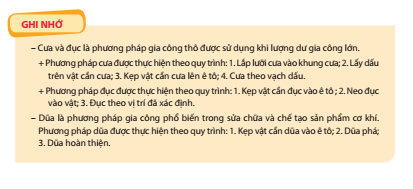 GHI NHỚ
– Cưa và đục là phương pháp gia công thô được sử dụng khi lượng dư gia công lớn.
+ Phương pháp cưa được thực hiện theo quy trình: 1. Lắp lưỡi cưa vào khung cưa; 2. Lấy dấu
trên vật cần cưa; 3. Kẹp vật cần cưa lên ê tô; 4. Cưa theo vạch dấu.
+ Phương pháp đục được thực hiện theo quy trình: 1. Kẹp vật cần đục vào ê tô ; 2. Neo đục
vào vật; 3. Đục theo vị trí đã xác định.
– Dũa là phương pháp gia công phổ biến trong sửa chữa và chế tạo sản phẩm cơ khí.
Phương pháp dũa được thực hiện theo quy trình: 1. Kẹp vật cần dũa vào ê tô; 2. Dũa phá;
3. Dũa hoàn thiện.